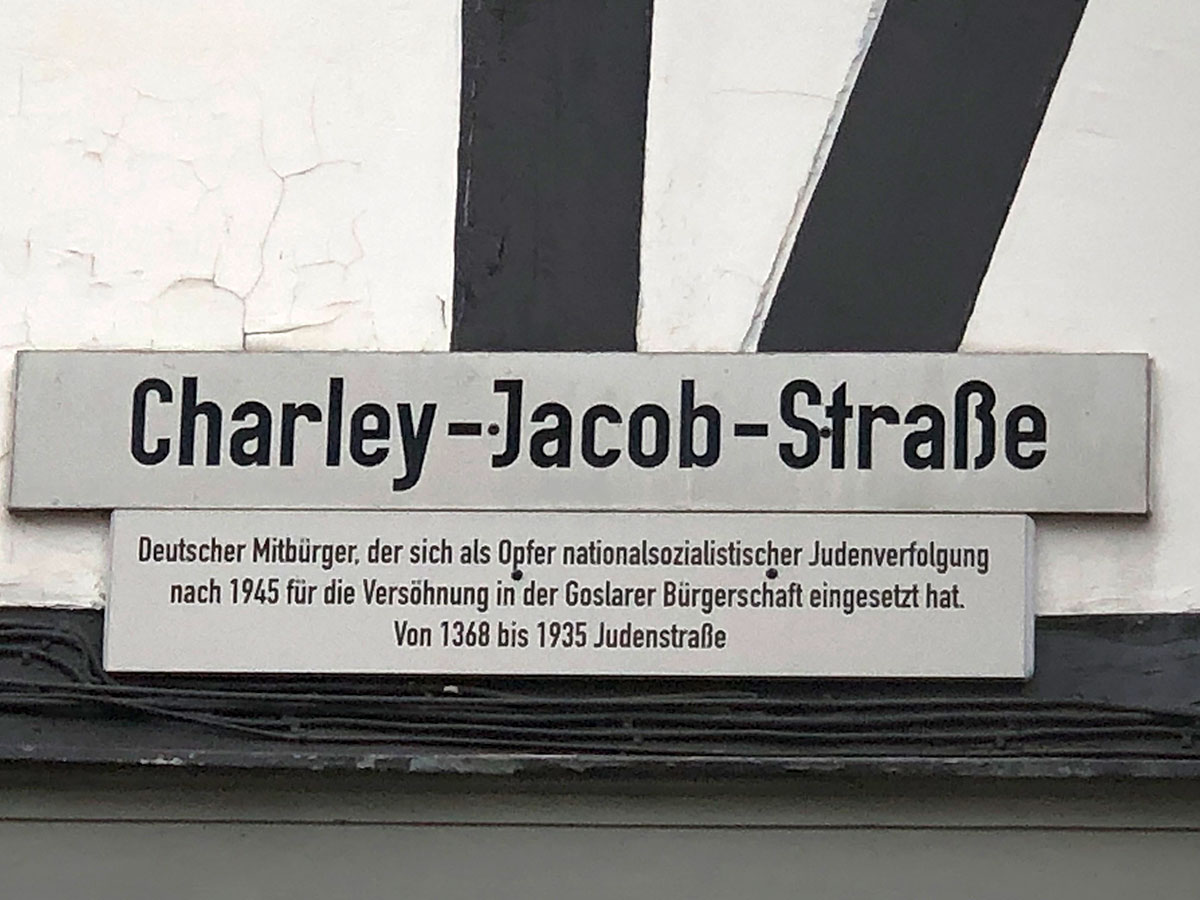 Charley-Jacob-Straße
Deutscher Mitbürger, der sich als Opfer nationalsozialistischer Judenverfolgung
nach 1945 für die Versöhnung in der Goslarer Bürgerschaft eingesetzt hat.
Von 1368 bis 1935 Judenstraße